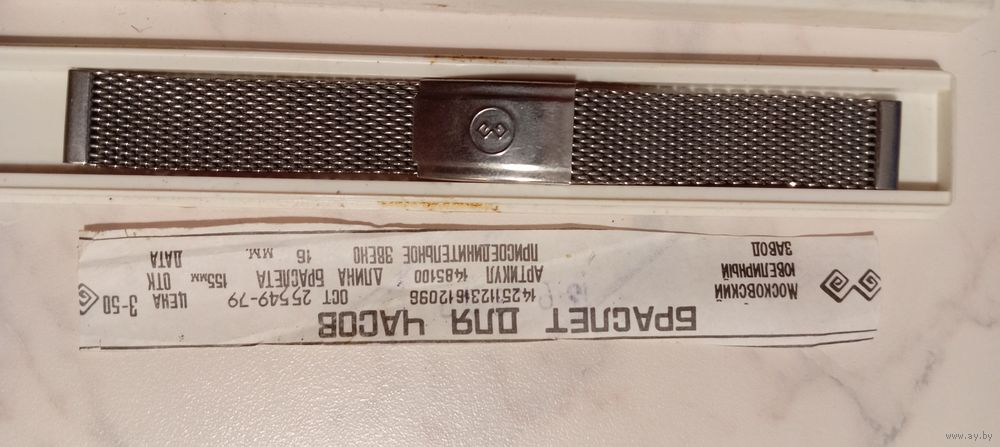 БРАСЛЕТ ДЛЯ ЧАСОВ
МОСКОВСКИЙ
ЮВЕЛИРНЫЙ
ЗАВОД
142511231612098 ОСТ 25549-79
АРТИКУЛ 1485100 ДЛИНА БРАСЛЕТА 155мм
ПРИСОЕДИНИТЕЛЬНОЕ ЗВЕНО 16 ММ.
ЦЕНА 3-50
ОТК
ДАТА
www.ay.by